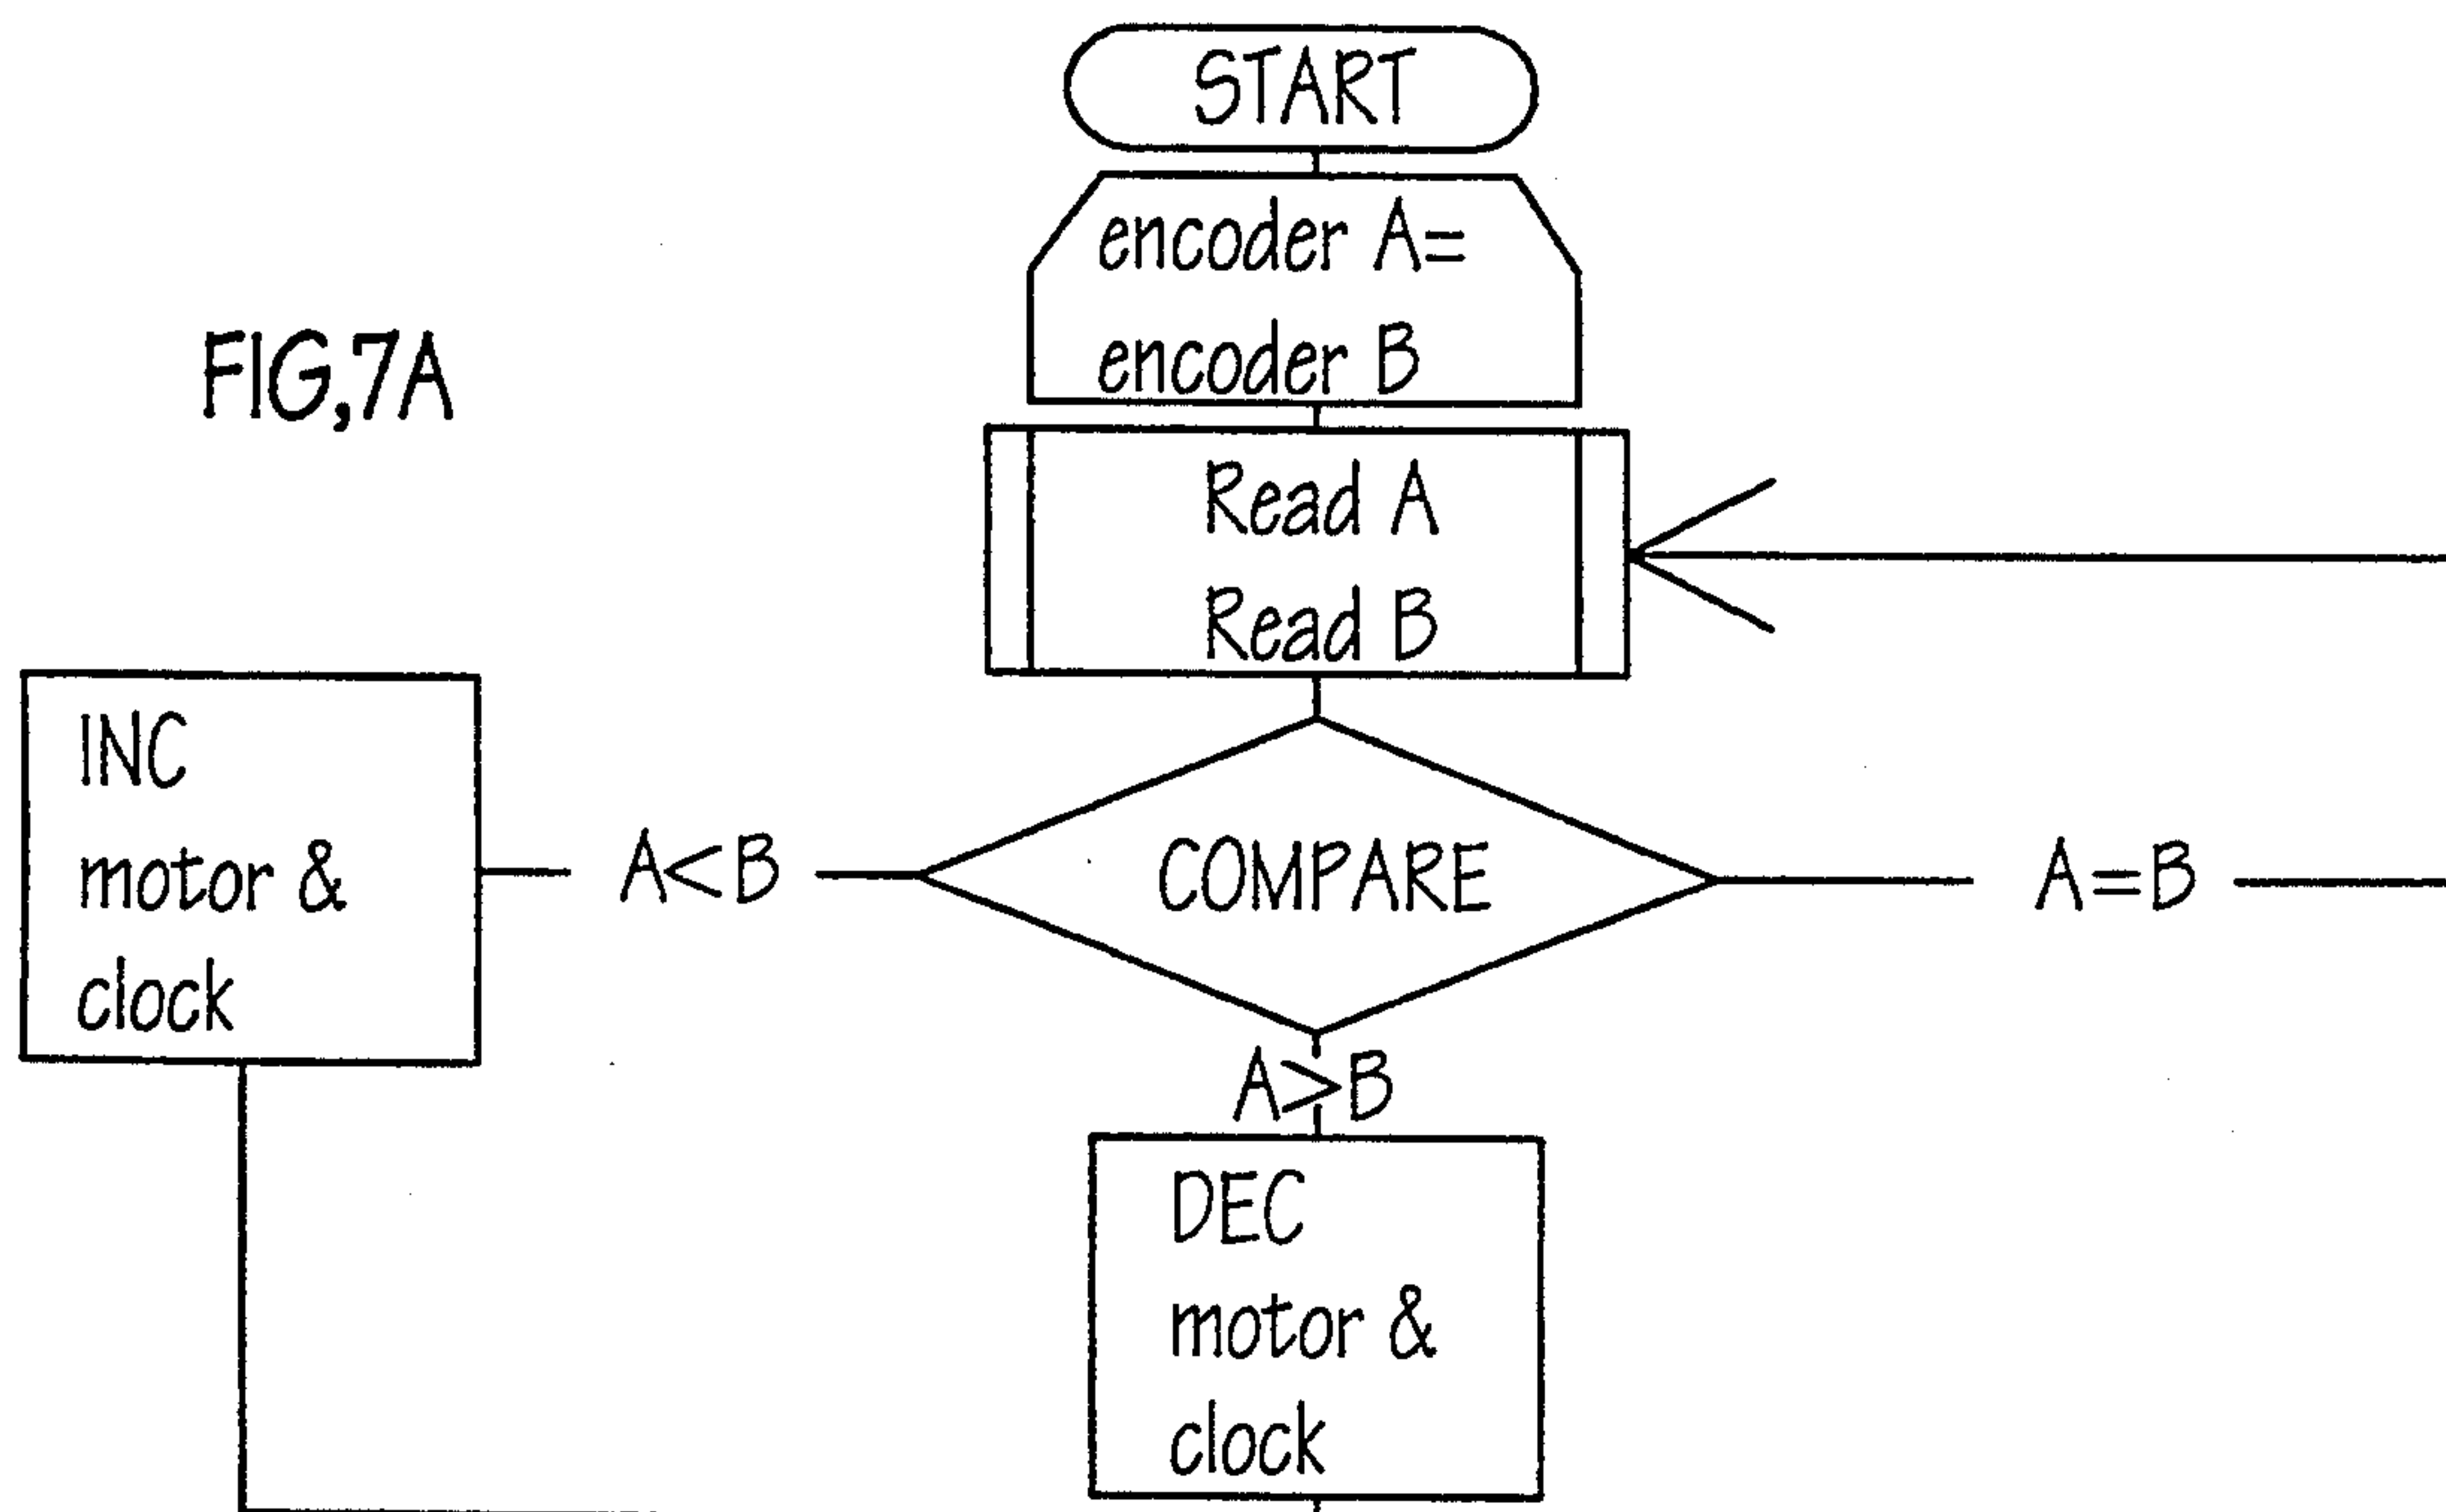 START
encoder A=
encoder B
FIG,7A
Read A
Read B
INC
motor &
clock
A<B
COMPARE
A=B
A>B
DEC
motor &
clock